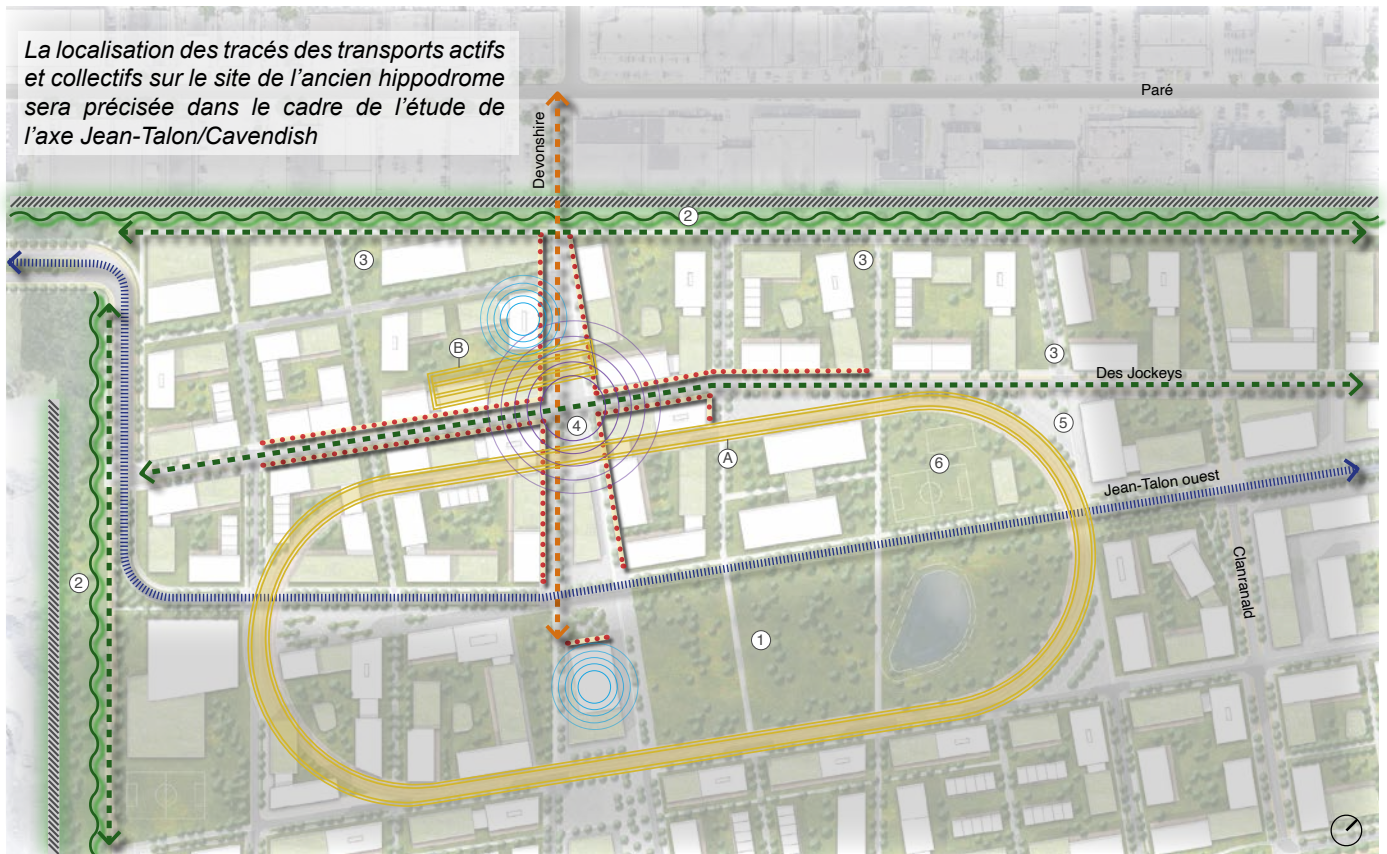 La localisation des tracés des transports actifs
et collectifs sur le site de l'ancien hippodrome
sera précisée dans le cadre de l'étude de
l'axe Jean-Talon/Cavendish
Paré
Devonshire
2
3
3
B
3
Des Jockeys
4
5
A
6
Jean-Talon ouest
2
Clanranald
1